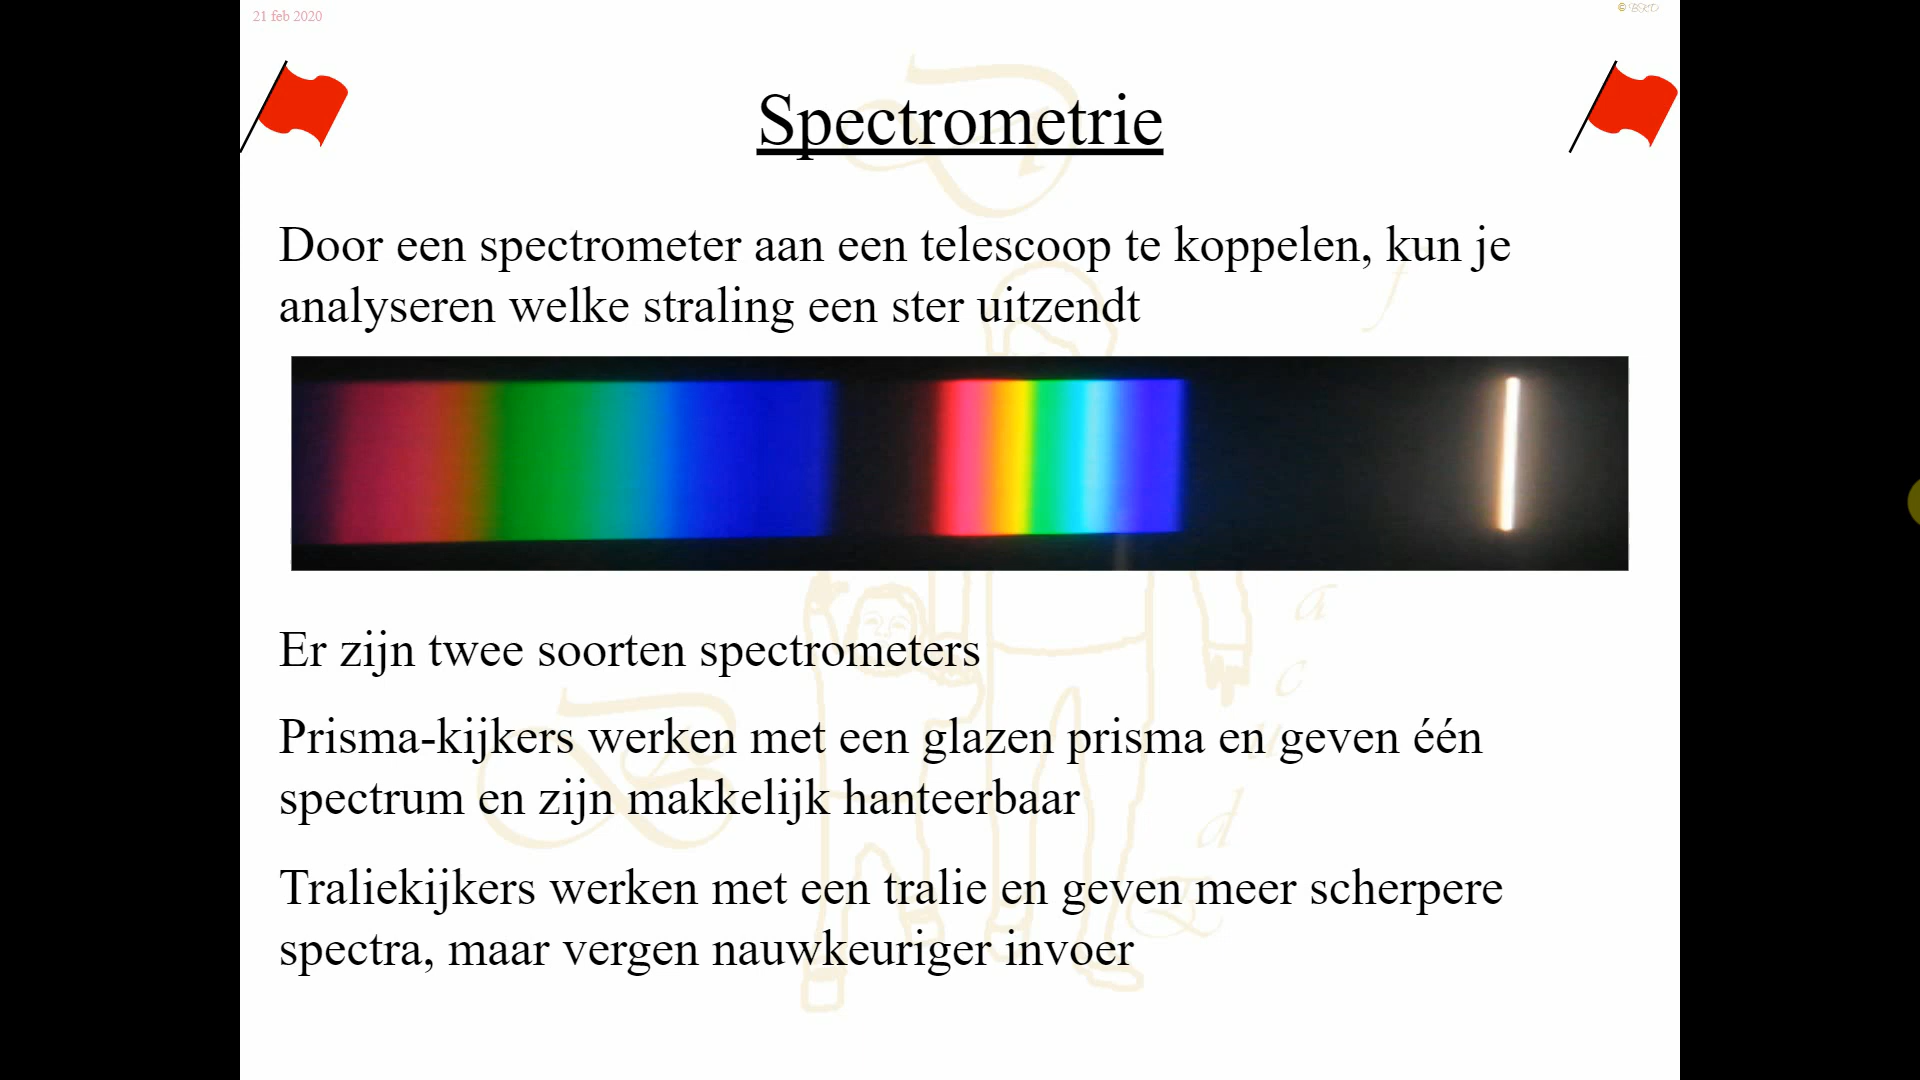 21 feb 2020
© BKO
Spectrometrie
Door een spectrometer aan een telescoop te koppelen, kun je
analyseren welke straling een ster uitzendt
Er zijn twee soorten spectrometers
Prisma-kijkers werken met een glazen prisma en geven één
spectrum en zijn makkelijk hanteerbaar
Traliekijkers werken met een tralie en geven meer scherpere
spectra, maar vergen nauwkeuriger invoer